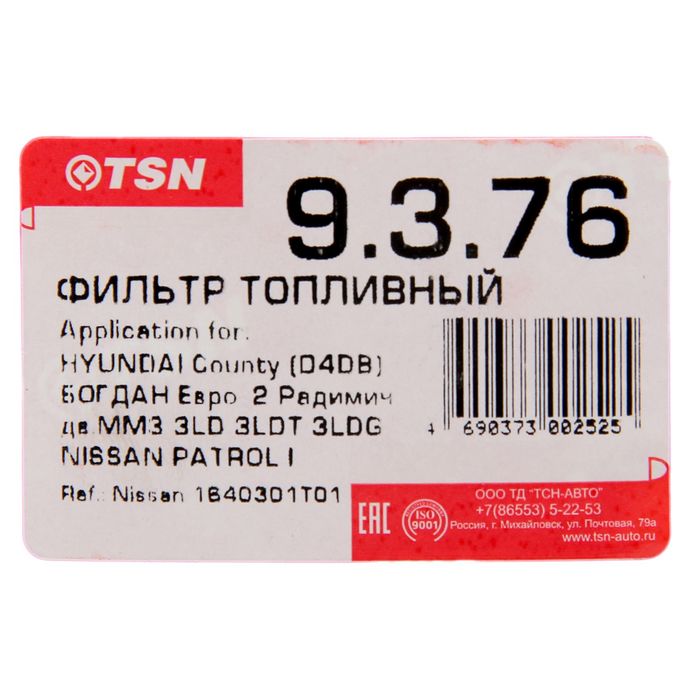 TSN
9.3.76
ФИЛЬТР ТОПЛИВНЫЙ
Application for:
HYUNDAI County (D4DB)
БОГДАН Евро 2 Радимич
дв.ММЗ 3LD 3LDT 3LDG
NISSAN PATROL I
Ref.: Nissan 1640301T01
4 690373 002525
EAC
ISO
9001
ООО ТД "ТСН-АВТО"
+7(86553) 5-22-53
Россия, г. Михайловск, ул. Почтовая, 79а
www.tsn-auto.ru